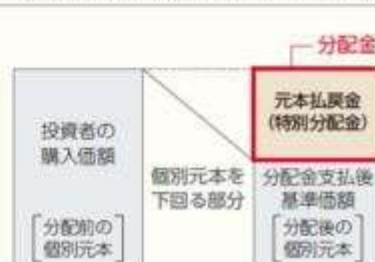 分配金
投資者の
購入価額
[分配前の
個別元本]
個別元本を
下回る部分
元本払戻金
(特別分配金)
分配金支払後
基準価額
[分配後の
個別元本]